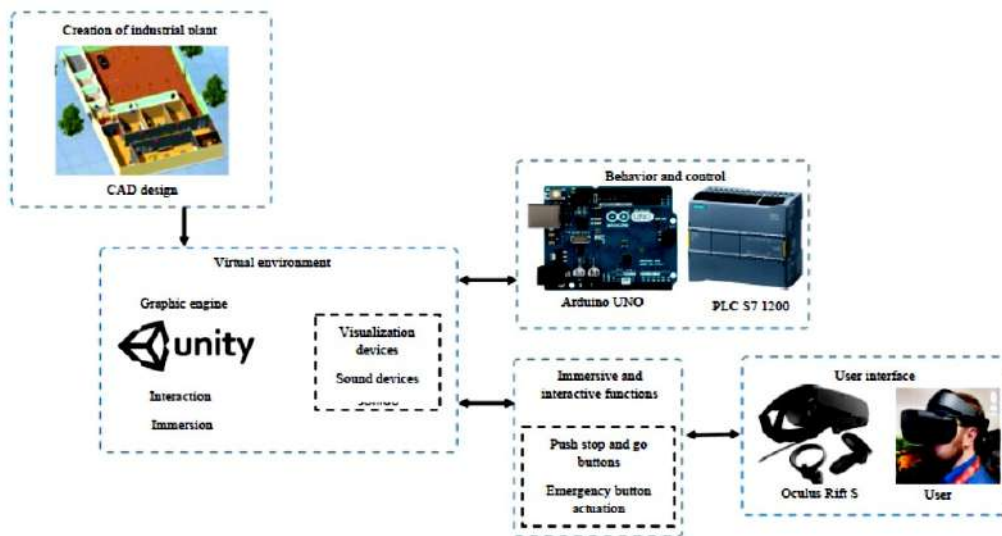 Creation of industrial plant
CAD design
Behavior and control
Arduino UNO
PLC S7 1200
Virtual environment
Graphic engine
unity
Interaction
Immersion
Visualization
devices
Sound devices
Immersive and
interactive functions
Push stop and go
buttons
Emergency button
actuation
User interface
Oculus Rift S
User